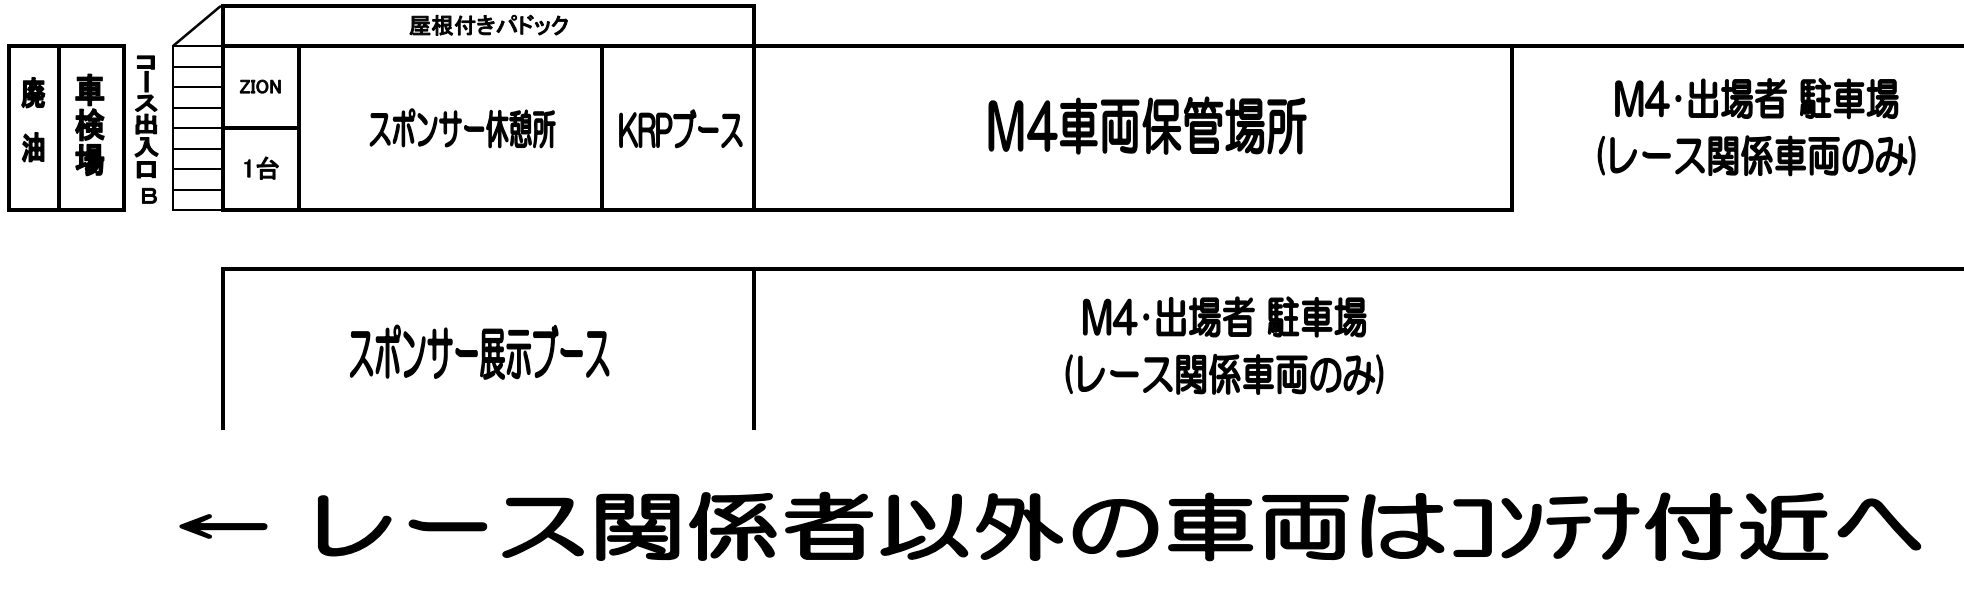 屋根付きパドック
廃油
車検場
コース出入口B
ZION
1台
スポンサー休憩所
KRPブース
M4車両保管場所
M4・出場者 駐車場
(レース関係車両のみ)
スポンサー展示ブース
M4・出場者 駐車場
(レース関係車両のみ)
← レース関係者以外の車両はｺﾝﾃﾅ付近へ